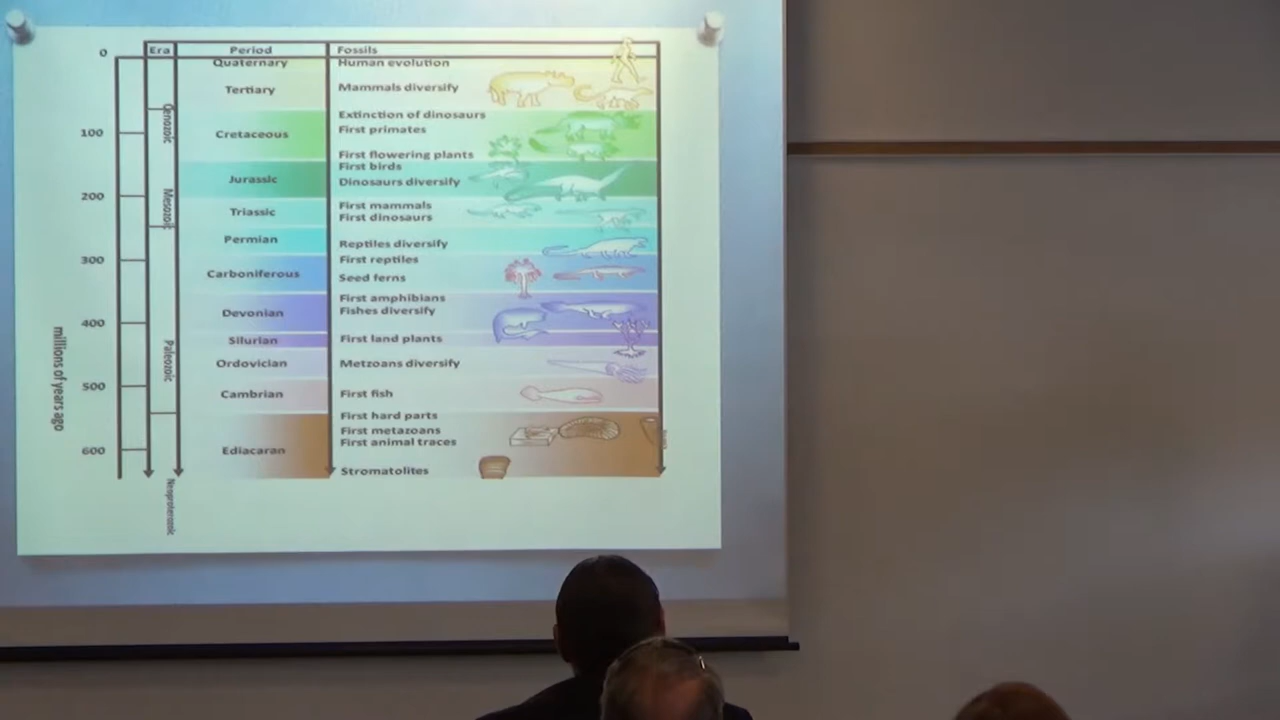 0
Era Period Fossils
Quaternary Human evolution
Tertiary Mammals diversify
Cenozoic
Extinction of dinosaurs
100 Cretaceous First primates
First flowering plants
First birds
Jurassic Dinosaurs diversify
200 Mesozoic
First mammals
Triassic First dinosaurs
Permian Reptiles diversify
300 First reptiles
Carboniferous Seed ferns
First amphibians
Devonian Fishes diversify
400
Silurian First land plants
Ordovician Metzoans diversify
Paleozoic
500 Cambrian First fish
millions of years ago
First hard parts
First metazoans
First animal traces
600 Ediacaran
Stromatolites
Neoproterozoic